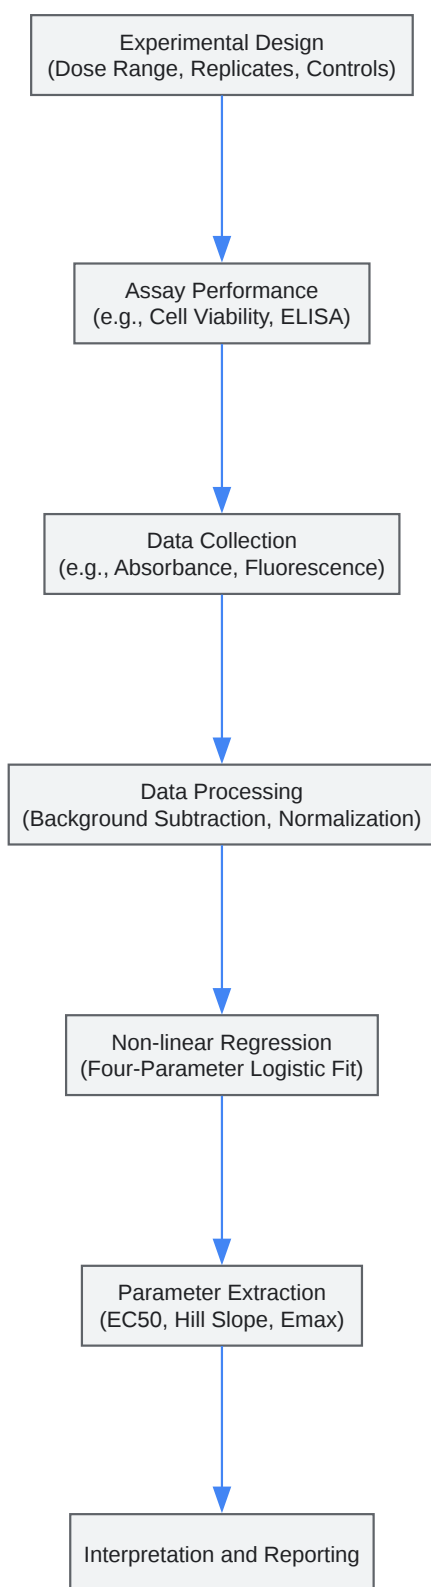 Experimental Design
(Dose Range, Replicates, Controls)
Assay Performance
(e.g., Cell Viability, ELISA)
Data Collection
(e.g., Absorbance, Fluorescence)
Data Processing
(Background Subtraction, Normalization)
Non-linear Regression
(Four-Parameter Logistic Fit)
Parameter Extraction
(EC50, Hill Slope, Emax)
Interpretation and Reporting